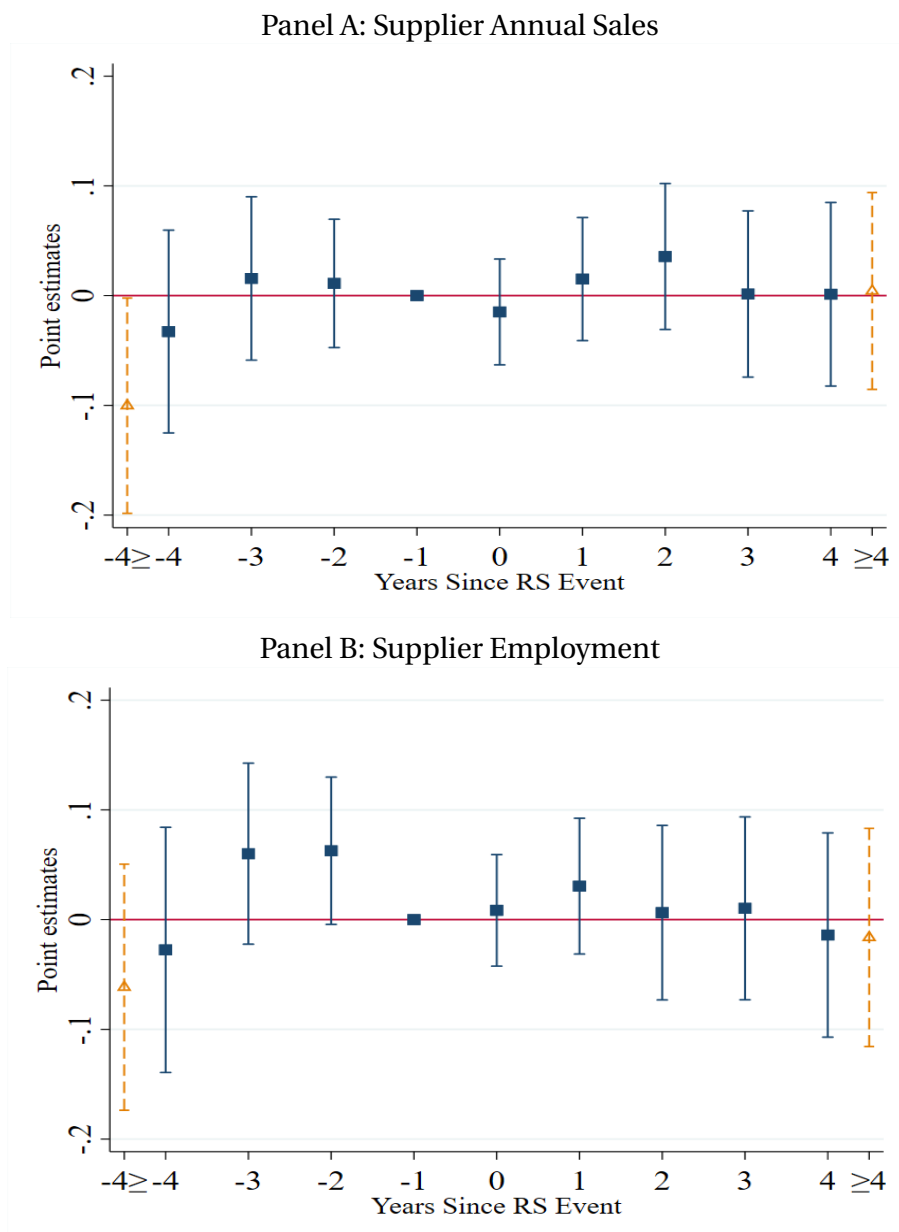 Panel A: Supplier Annual Sales
Point estimates
.2
.1
0
-.1
-.2
-4≥ -4 -3 -2 -1 0 1 2 3 4 ≥4
Years Since RS Event
Panel B: Supplier Employment
Point estimates
.2
.1
0
-.1
-.2
-4≥ -4 -3 -2 -1 0 1 2 3 4 ≥4
Years Since RS Event